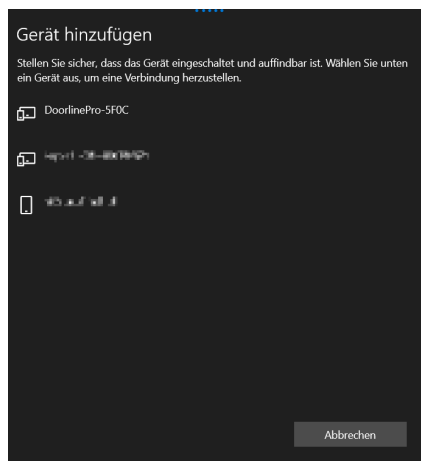 Gerät hinzufügen
Stellen Sie sicher, dass das Gerät eingeschaltet und auffindbar ist. Wählen Sie unten
ein Gerät aus, um eine Verbindung herzustellen.
DoorlinePro-5F0C
Abbrechen